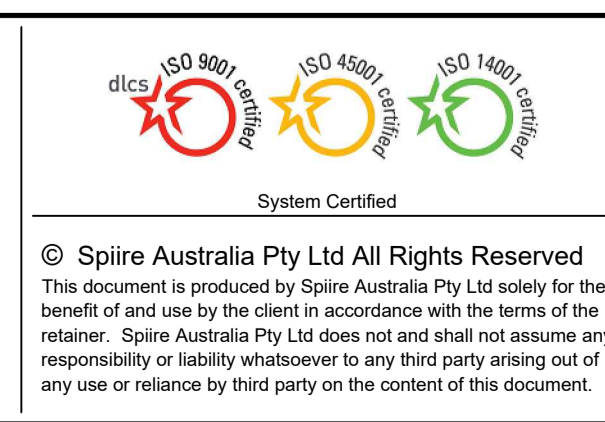 dlcs ISO 9001 certified ISO 45001 certified ISO 14001 certified
System Certified
© Spiire Australia Pty Ltd All Rights Reserved
This document is produced by Spiire Australia Pty Ltd solely for the
benefit of and use by the client in accordance with the terms of the
retainer. Spiire Australia Pty Ltd does not and shall not assume any
responsibility or liability whatsoever to any third party arising out of
any use or reliance by third party on the content of this document.